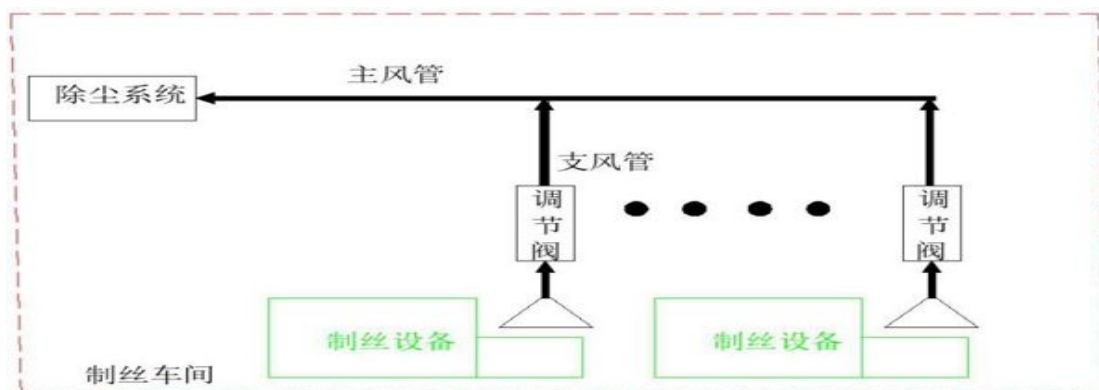 主风管
除尘系统
支风管
调节阀
调节阀
制丝设备
制丝设备
制丝车间